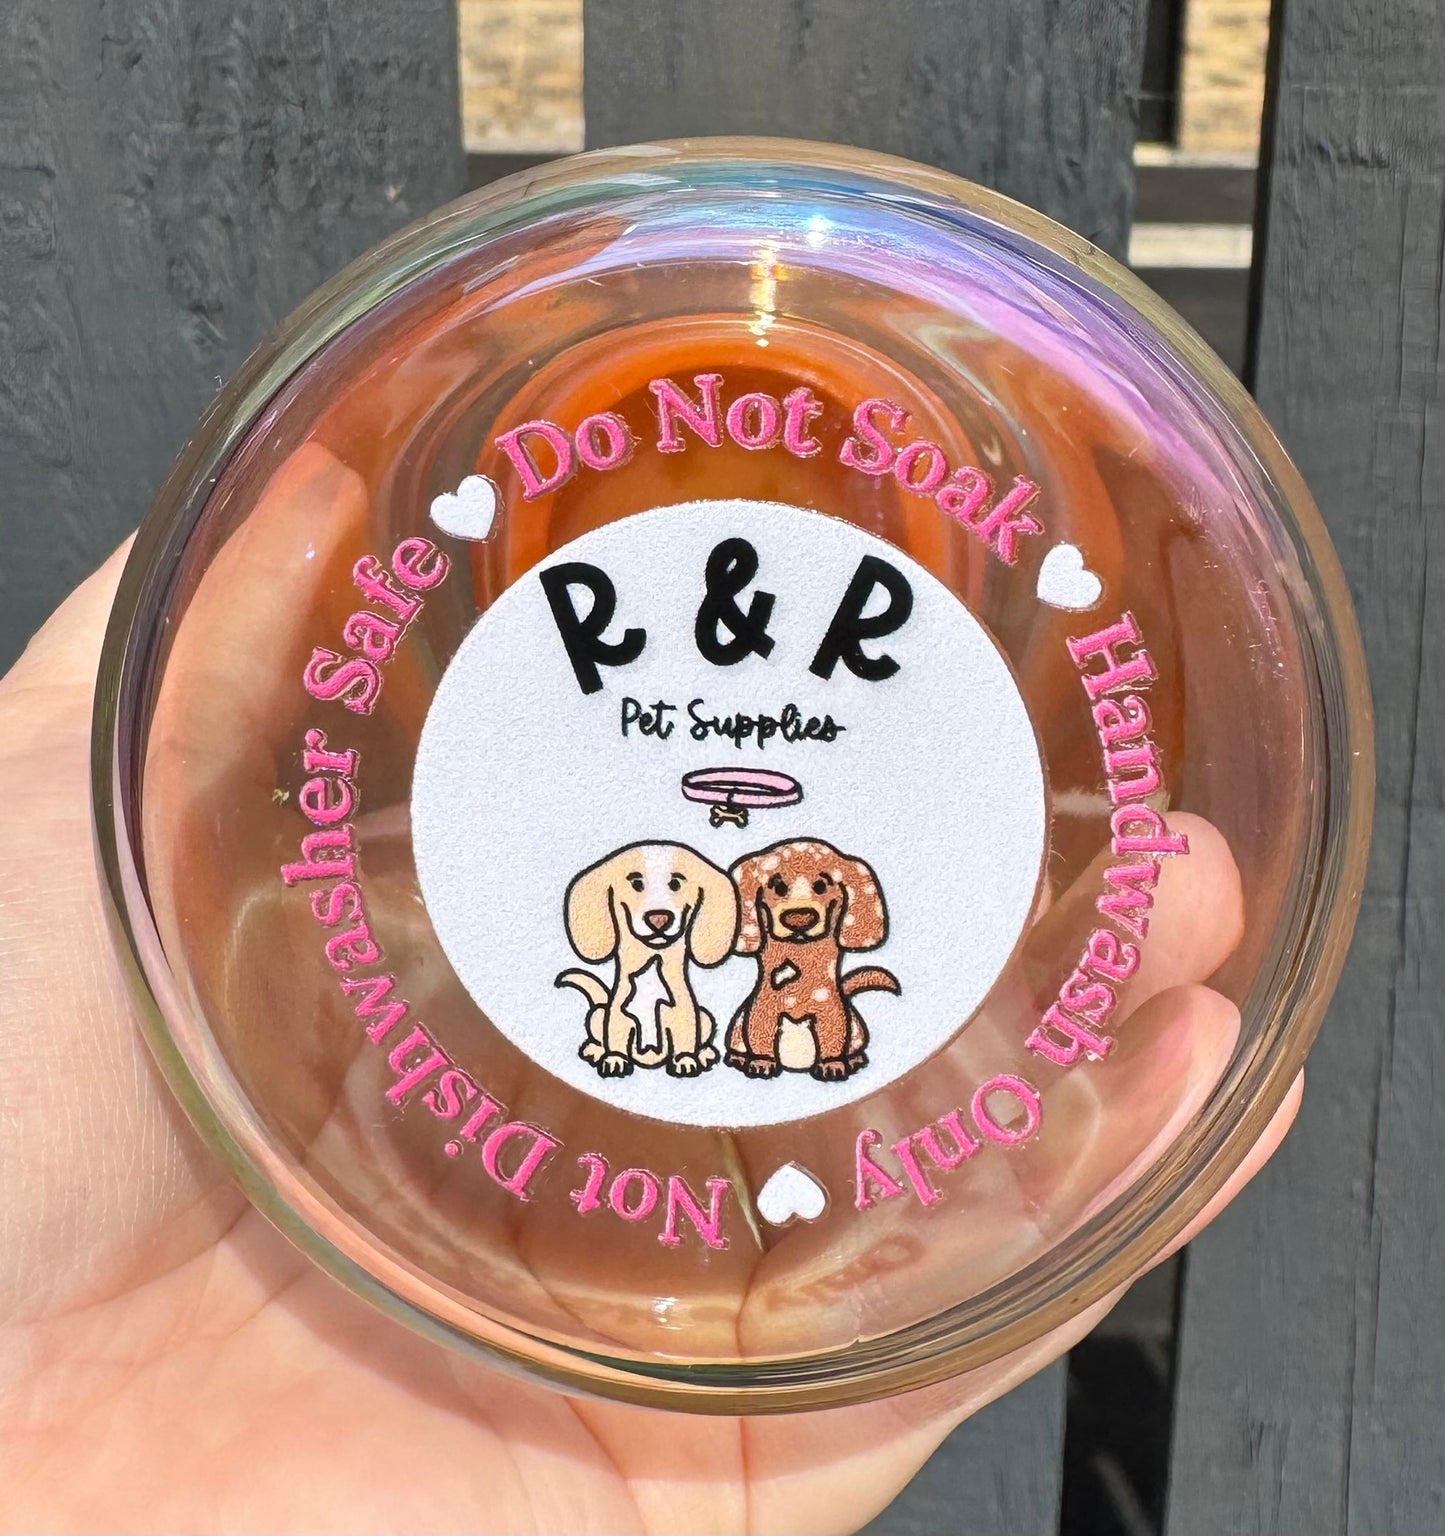 Do Not Soak
Handwash Only
Not Dishwasher Safe
R & R
Pet Supplies